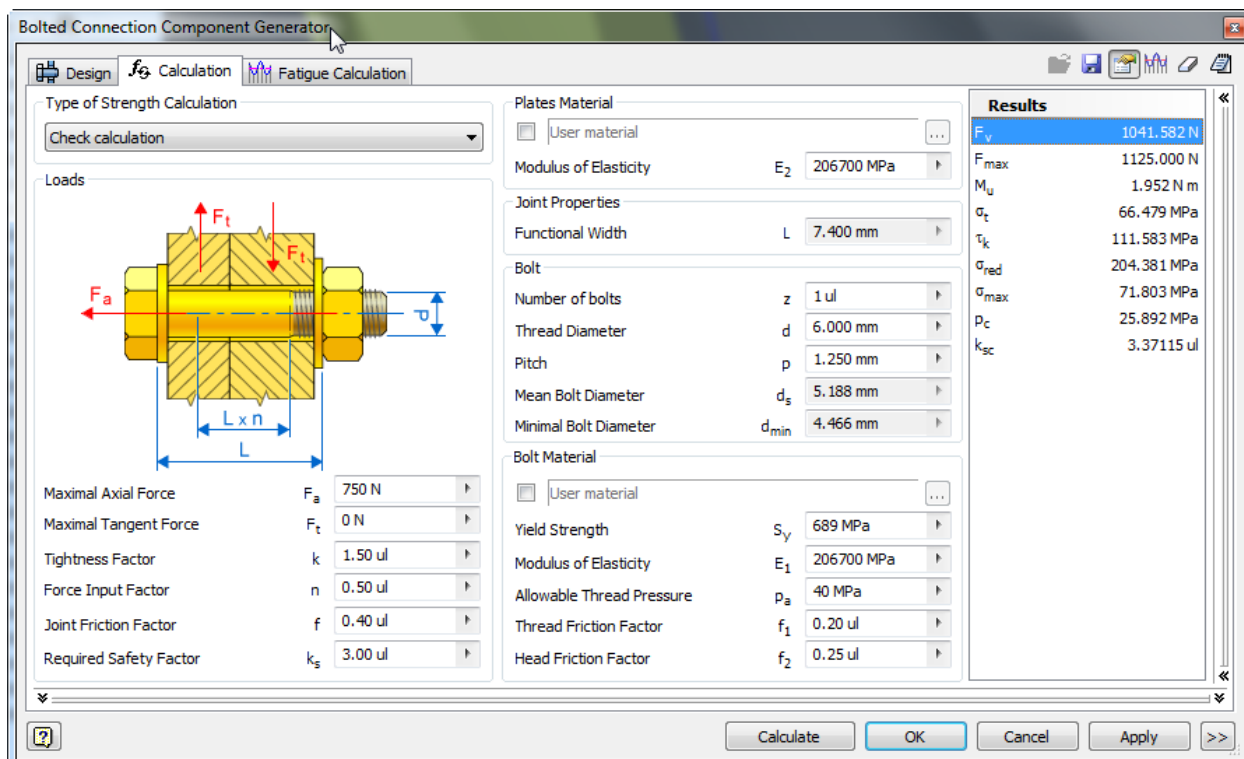 Bolted Connection Component Generator
Design
Calculation
Fatigue Calculation
Type of Strength Calculation
Check calculation
Loads
Ft
Ft
Fa
d
L x n
L
Maximal Axial Force Fa 750 N
Maximal Tangent Force Ft 0 N
Tightness Factor k 1.50 ul
Force Input Factor n 0.50 ul
Joint Friction Factor f 0.40 ul
Required Safety Factor ks 3.00 ul
Plates Material
User material ...
Modulus of Elasticity E2 206700 MPa
Joint Properties
Functional Width L 7.400 mm
Bolt
Number of bolts z 1 ul
Thread Diameter d 6.000 mm
Pitch p 1.250 mm
Mean Bolt Diameter ds 5.188 mm
Minimal Bolt Diameter dmin 4.466 mm
Bolt Material
User material ...
Yield Strength Sy 689 MPa
Modulus of Elasticity E1 206700 MPa
Allowable Thread Pressure pa 40 MPa
Thread Friction Factor f1 0.20 ul
Head Friction Factor f2 0.25 ul
Results
Fv 1041.582 N
Fmax 1125.000 N
Mu 1.952 N m
σt 66.479 MPa
τk 111.583 MPa
σred 204.381 MPa
σmax 71.803 MPa
pc 25.892 MPa
ksc 3.37115 ul
?
Calculate
OK
Cancel
Apply
>>